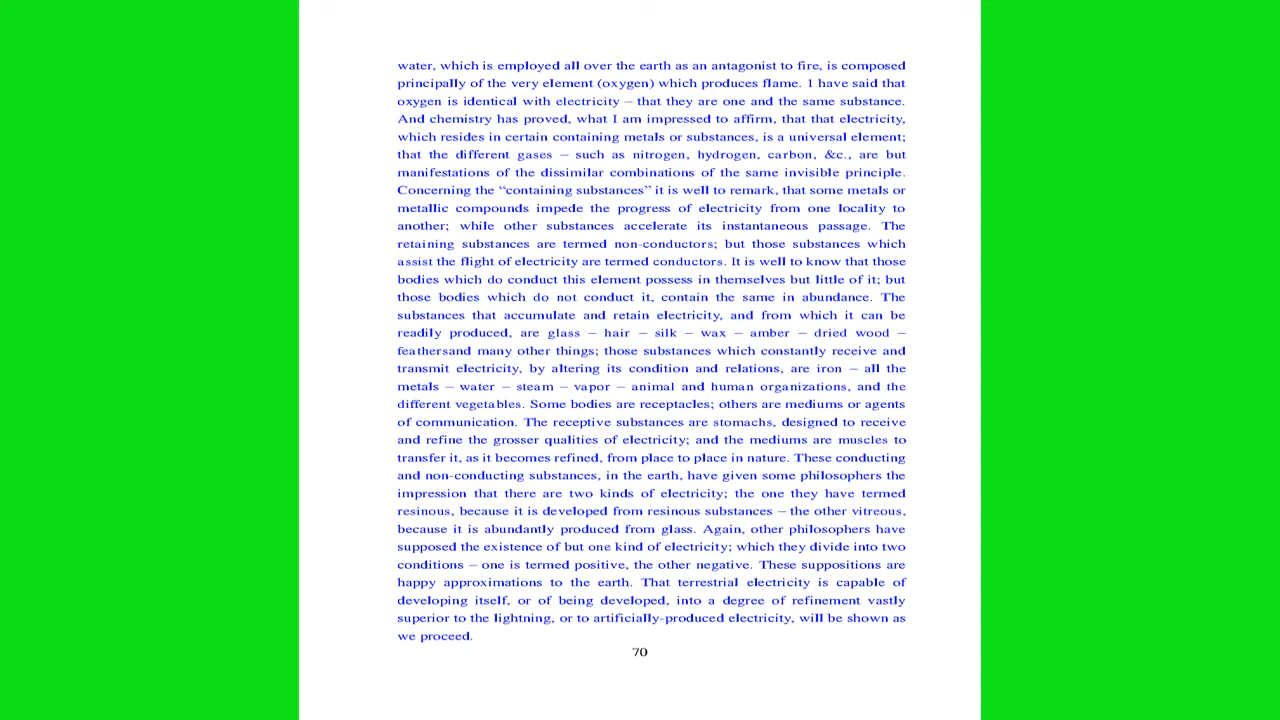 water, which is employed all over the earth as an antagonist to fire, is composed
principally of the very element (oxygen) which produces flame. I have said that
oxygen is identical with electricity – that they are one and the same substance.
And chemistry has proved, what I am impressed to affirm, that that electricity,
which resides in certain containing metals or substances, is a universal element;
that the different gases – such as nitrogen, hydrogen, carbon, &c., are but
manifestations of the dissimilar combinations of the same invisible principle.
Concerning the “containing substances” it is well to remark, that some metals or
metallic compounds impede the progress of electricity from one locality to
another; while other substances accelerate its instantaneous passage. The
retaining substances are termed non-conductors; but those substances which
assist the flight of electricity are termed conductors. It is well to know that those
bodies which do conduct this element possess in themselves but little of it; but
those bodies which do not conduct it, contain the same in abundance. The
substances that accumulate and retain electricity, and from which it can be
readily produced, are glass – hair – silk – wax – amber – dried wood –
feathersand many other things; those substances which constantly receive and
transmit electricity, by altering its condition and relations, are iron – all the
metals – water – steam – vapor – animal and human organizations, and the
different vegetables. Some bodies are receptacles; others are mediums or agents
of communication. The receptive substances are stomachs, designed to receive
and refine the grosser qualities of electricity; and the mediums are muscles to
transfer it, as it becomes refined, from place to place in nature. These conducting
and non-conducting substances, in the earth, have given some philosophers the
impression that there are two kinds of electricity; the one they have termed
resinous, because it is developed from resinous substances – the other vitreous,
because it is abundantly produced from glass. Again, other philosophers have
supposed the existence of but one kind of electricity; which they divide into two
conditions – one is termed positive, the other negative. These suppositions are
happy approximations to the earth. That terrestrial electricity is capable of
developing itself, or of being developed, into a degree of refinement vastly
superior to the lightning, or to artificially-produced electricity, will be shown as
we proceed.
70